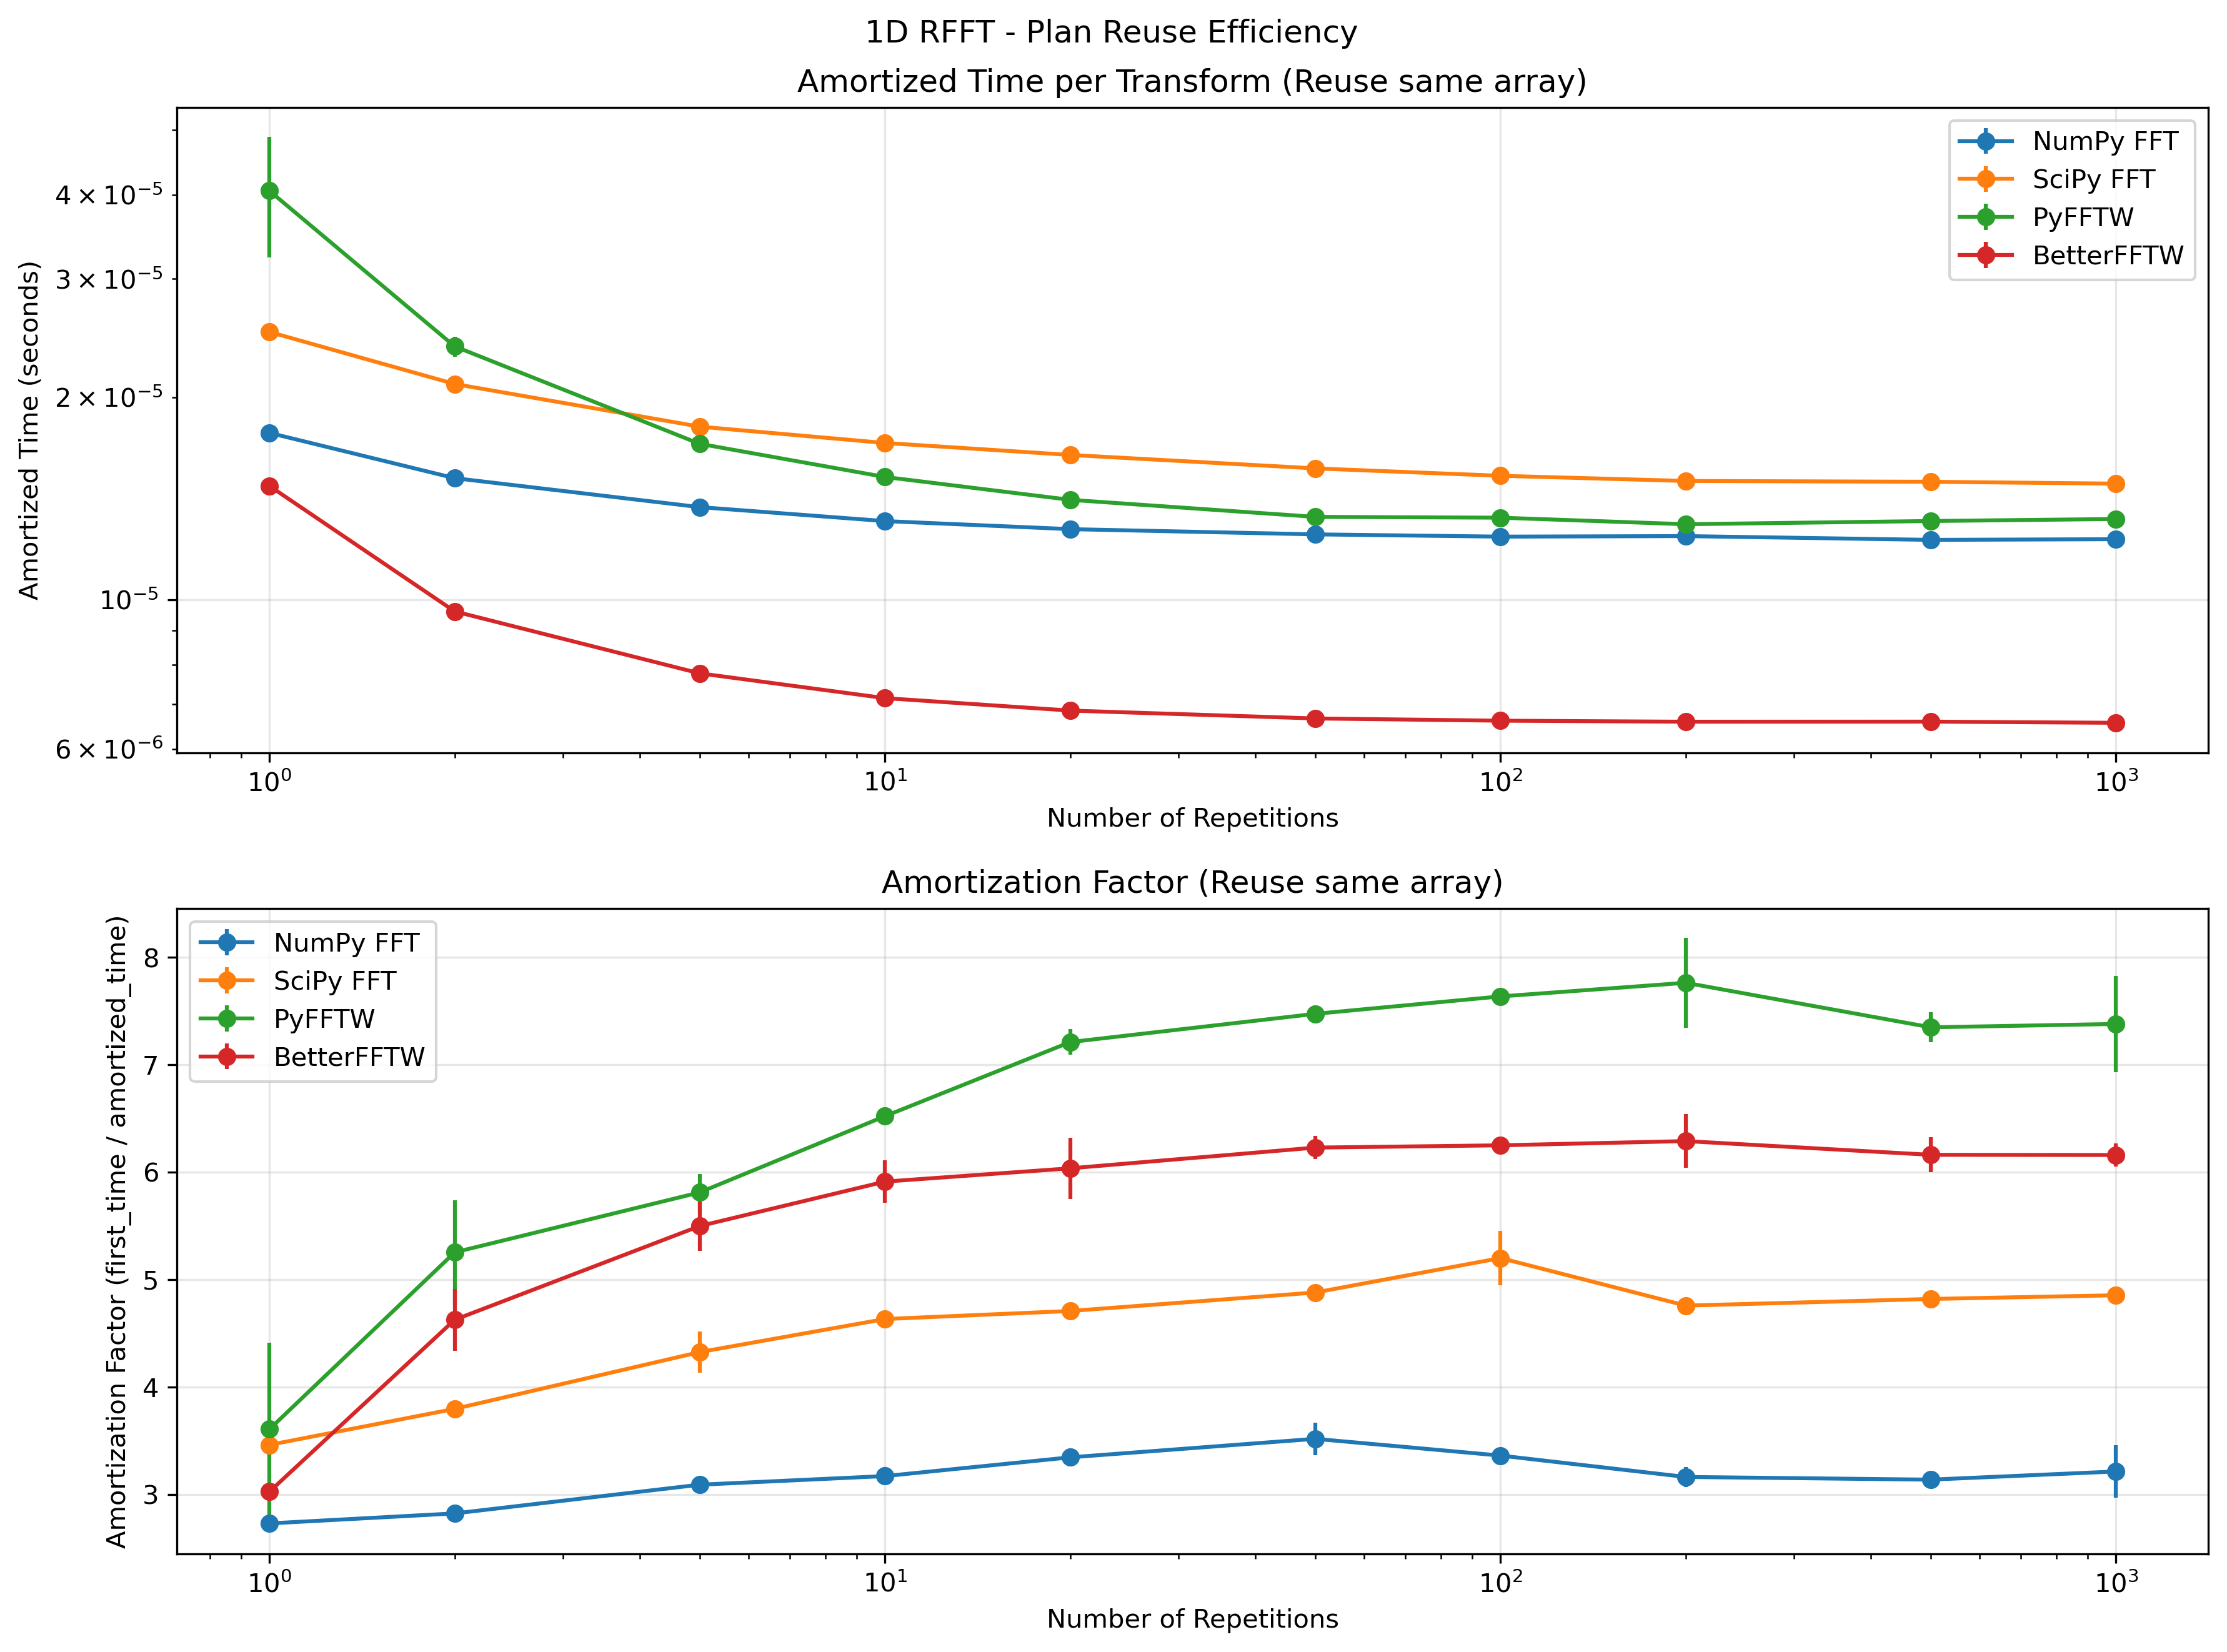 1D RFFT - Plan Reuse Efficiency
Amortized Time per Transform (Reuse same array)
Amortized Time (seconds)
4 × 10⁻⁵
3 × 10⁻⁵
2 × 10⁻⁵
10⁻⁵
6 × 10⁻⁶
NumPy FFT
SciPy FFT
PyFFTW
BetterFFTW
10⁰ 10¹ 10² 10³
Number of Repetitions
Amortization Factor (Reuse same array)
Amortization Factor (first_time / amortized_time)
8
7
6
5
4
3
NumPy FFT
SciPy FFT
PyFFTW
BetterFFTW
10⁰ 10¹ 10² 10³
Number of Repetitions